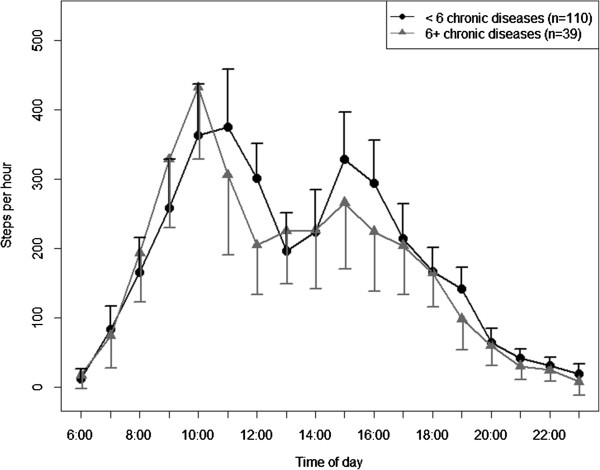 < 6 chronic diseases (n=110)
6+ chronic diseases (n=39)
500
400
300
200
100
0
Steps per hour
6:00 8:00 10:00 12:00 14:00 16:00 18:00 20:00 22:00
Time of day